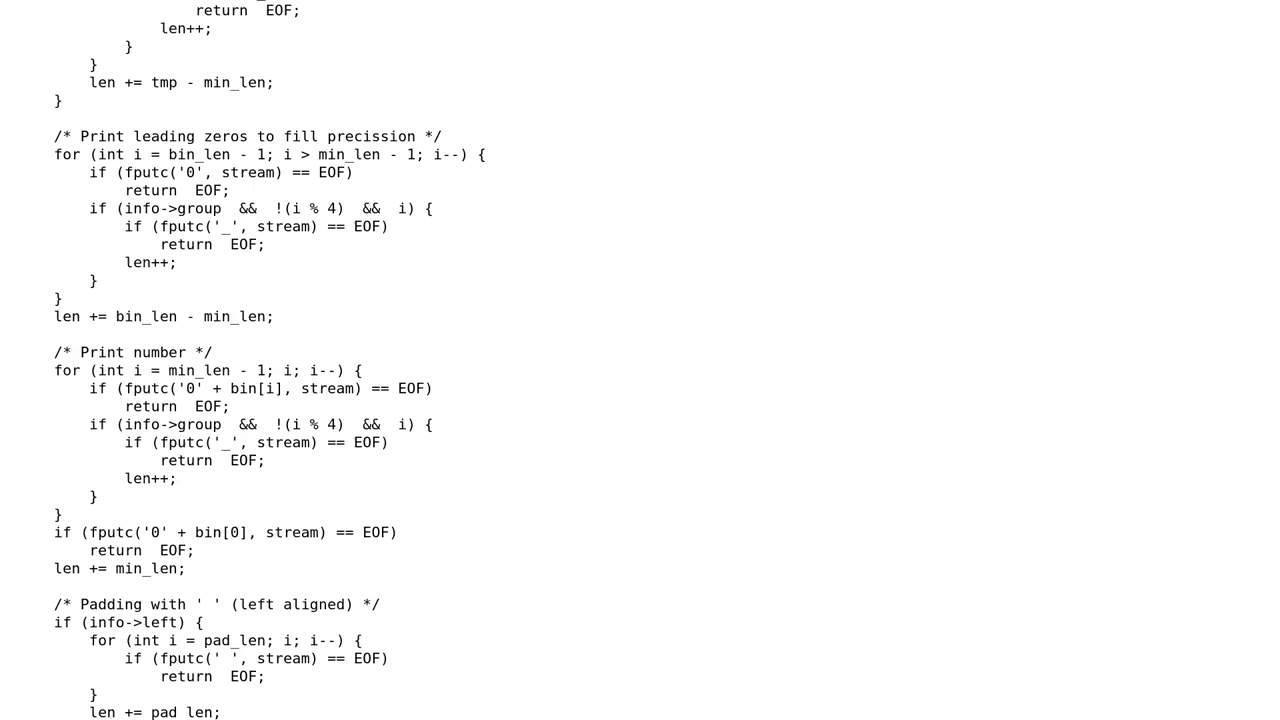 return  EOF;
len++;
}
}
len += tmp - min_len;
}
/* Print leading zeros to fill precission */
for (int i = bin_len - 1; i > min_len - 1; i--) {
if (fputc('0', stream) == EOF)
return  EOF;
if (info->group  &&  !(i % 4)  &&  i) {
if (fputc('_', stream) == EOF)
return  EOF;
len++;
}
}
len += bin_len - min_len;
/* Print number */
for (int i = min_len - 1; i; i--) {
if (fputc('0' + bin[i], stream) == EOF)
return  EOF;
if (info->group  &&  !(i % 4)  &&  i) {
if (fputc('_', stream) == EOF)
return  EOF;
len++;
}
}
if (fputc('0' + bin[0], stream) == EOF)
return  EOF;
len += min_len;
/* Padding with ' ' (left aligned) */
if (info->left) {
for (int i = pad_len; i; i--) {
if (fputc(' ', stream) == EOF)
return  EOF;
}
len += pad_len;